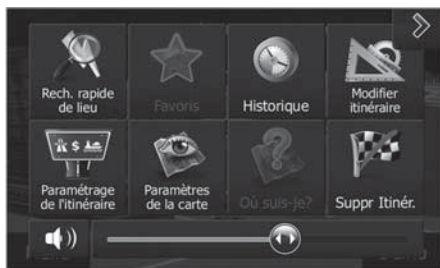 Rech. rapide
de lieu
Favoris
Historique
Modifier
itinéraire
Paramétrage
de l'itinéraire
Paramètres
de la carte
Où suis-je?
Suppr Itinér.